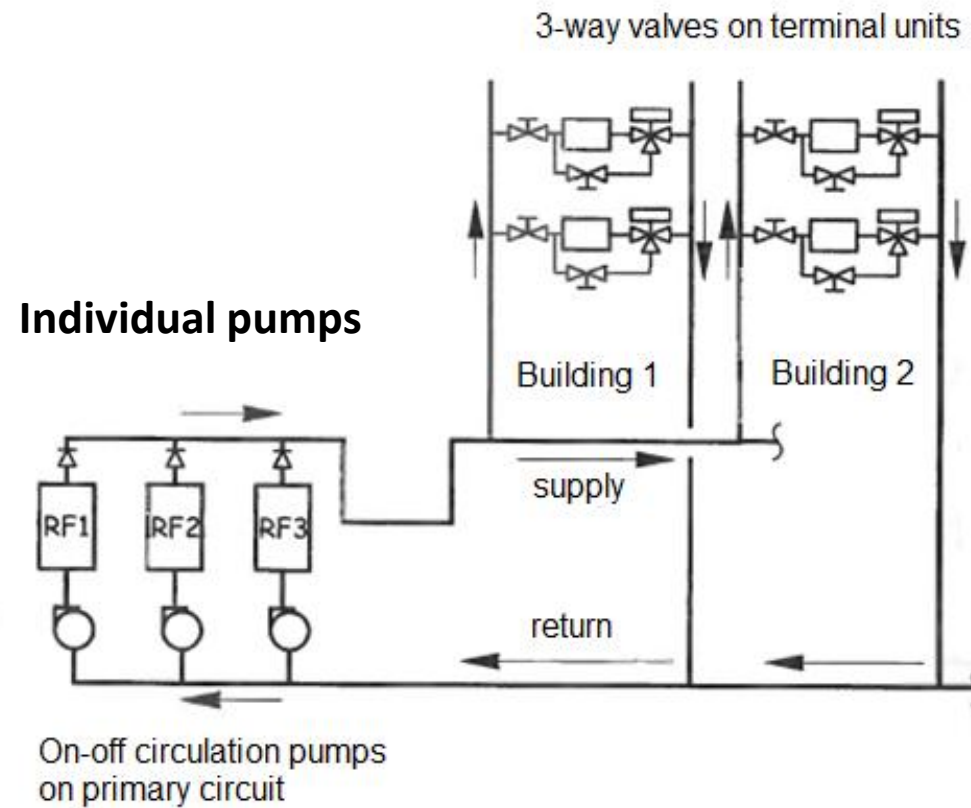 3-way valves on terminal units
Individual pumps
Building 1
Building 2
supply
RF1
RF2
RF3
return
On-off circulation pumps
on primary circuit